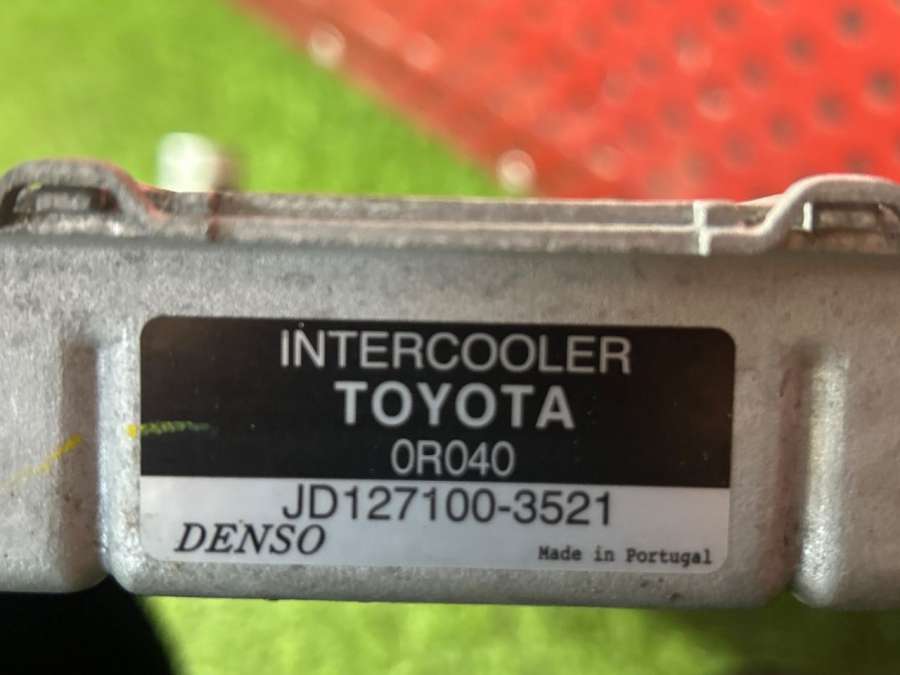 INTERCOOLER
TOYOTA
0R040
JD127100-3521
DENSO
Made in Portugal